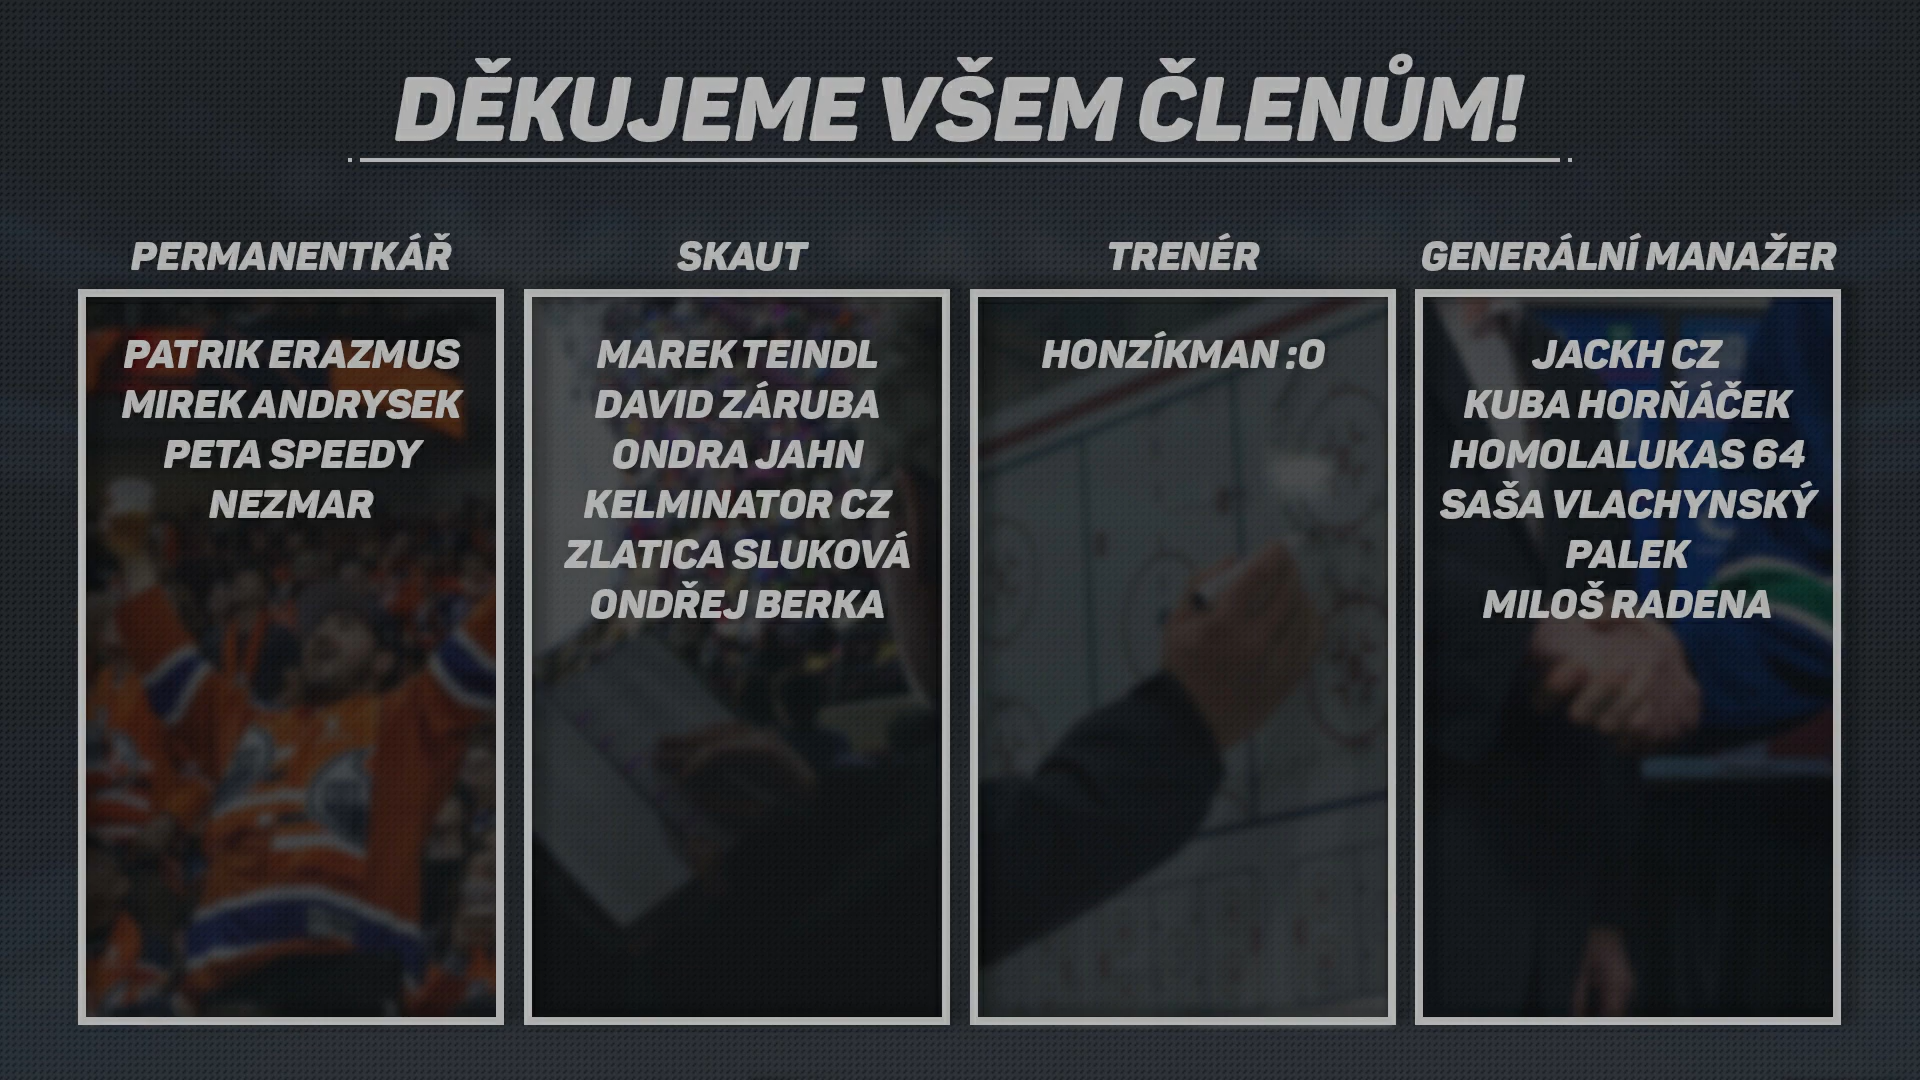 DĚKUJEME VŠEM ČLENŮM!
PERMANENTKÁŘ
PATRIK ERAZMUS
MIREK ANDRYSEK
PETA SPEEDY
NEZMAR
SKAUT
MAREK TEINDL
DAVID ZÁRUBA
ONDRA JAHN
KELMINATOR CZ
ZLATICA SLUKOVÁ
ONDŘEJ BERKA
TRENÉR
HONZÍKMAN :O
GENERÁLNÍ MANAŽER
JACKH CZ
KUBA HORŇÁČEK
HOMOLALUKAS 64
SAŠA VLACHYNSKÝ
PALEK
MILOŠ RADENA